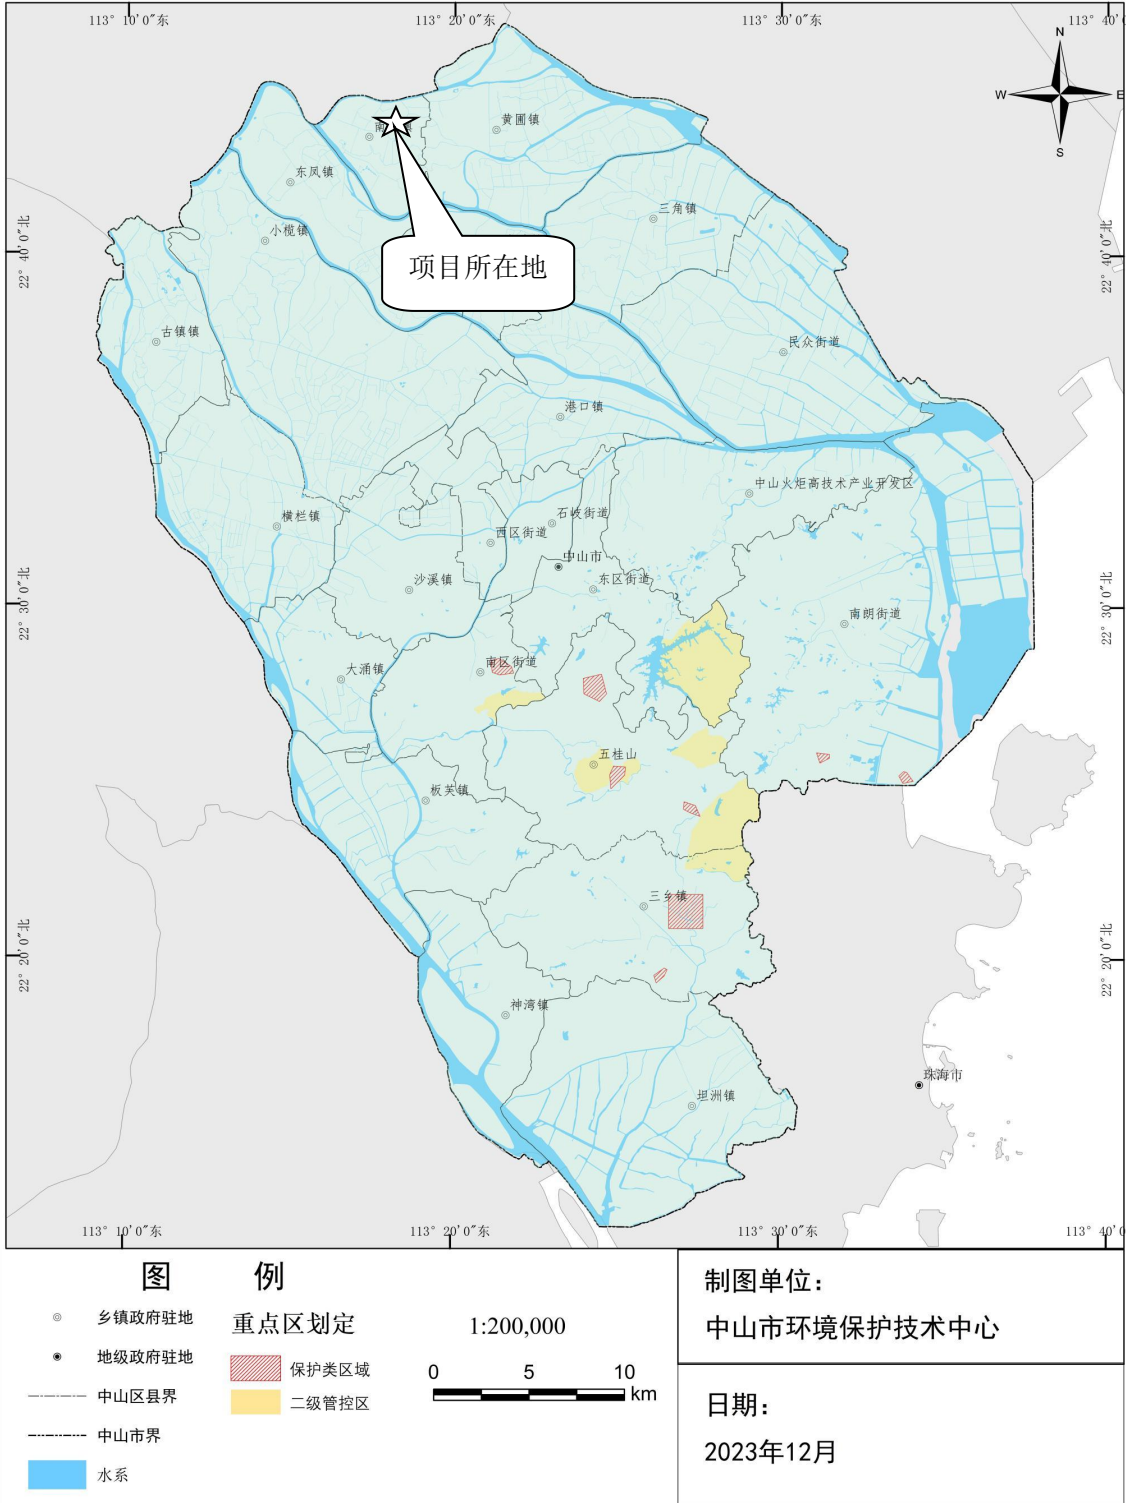 113° 10′0″东
113° 20′0″东
113° 30′0″东
113° 40′0
N
W
E
S
黄圃镇
南
镇
东凤镇
三角镇
小榄镇
22° 40′0″北
22° 40′0″北
项目所在地
古镇镇
民众街道
港口镇
中山火炬高技术产业开发区
横栏镇
石岐街道
西区街道
中山市
沙溪镇
东区街道
22° 30′0″北
22° 30′0″北
南朗街道
大涌镇
南区街道
五桂山
板芙镇
三乡镇
22° 20′0″北
22° 20′0″北
神湾镇
珠海市
坦洲镇
113° 10′0″东
113° 20′0″东
113° 30′0″东
113° 40′0
图 例
乡镇政府驻地
地级政府驻地
中山区县界
中山市界
水系
重点区划定
保护类区域
二级管控区
1:200,000
0 5 10
km
制图单位：
中山市环境保护技术中心
日期：
2023年12月